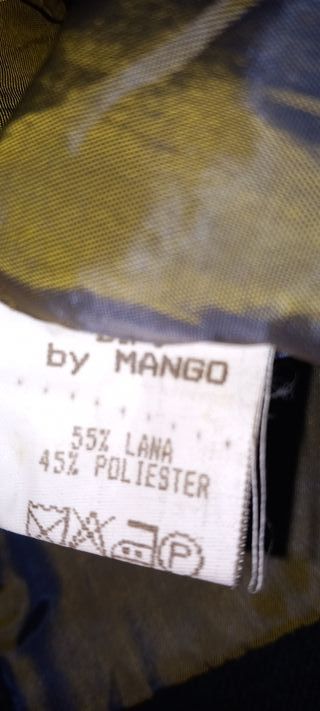 by MANGO
55% LANA
45% POLIESTER
P